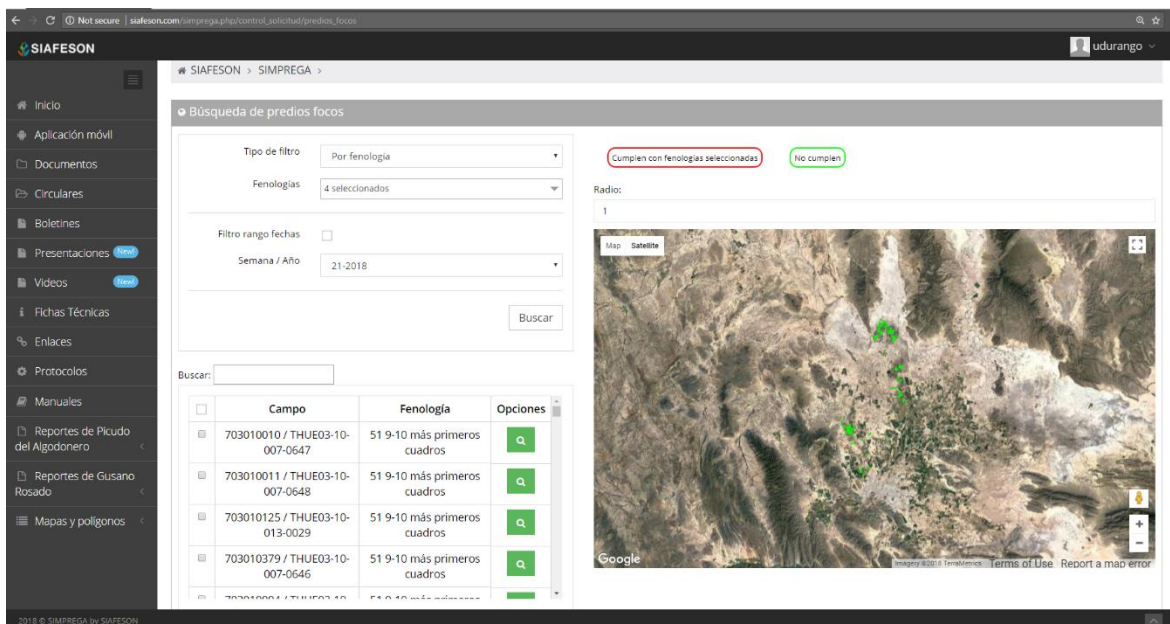 Not secure | siafeson.com/simprega.php/control_solicitud/predios_focos
SIAFESON
udurango
SIAFESON > SIMPREGA >
Inicio
Aplicación móvil
Documentos
Circulares
Boletines
Presentaciones New!
Videos New!
Fichas Técnicas
Enlaces
Protocolos
Manuales
Reportes de Picudo
del Algodonero
Reportes de Gusano
Rosado
Mapas y polígonos
Búsqueda de predios focos
Tipo de filtro
Por fenología
Fenologías
4 seleccionados
Filtro rango fechas
Semana / Año
21-2018
Buscar
Buscar:
Campo Fenología Opciones
703010010 / THUE03-10-
007-0647
51 9-10 más primeros
cuadros
703010011 / THUE03-10-
007-0648
51 9-10 más primeros
cuadros
703010125 / THUE03-10-
013-0029
51 9-10 más primeros
cuadros
703010379 / THUE03-10-
007-0646
51 9-10 más primeros
cuadros
Cumplen con fenologías seleccionadas
No cumplen
Radio:
1
Map Satellite
Google
Imagery ©2018 TerraMetrics Terms of Use Report a map error
2018 © SIMPREGA by SIAFESON